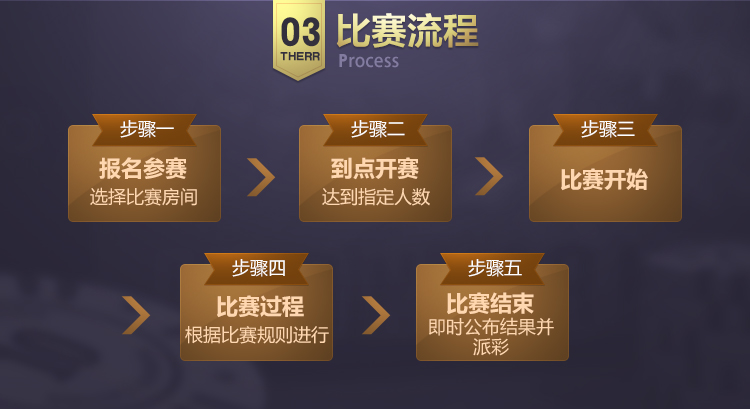 03
THERR
比赛流程
Process
步骤一
报名参赛
选择比赛房间
步骤二
到点开赛
达到指定人数
步骤三
比赛开始
步骤四
比赛过程
根据比赛规则进行
步骤五
比赛结束
即时公布结果并
派彩